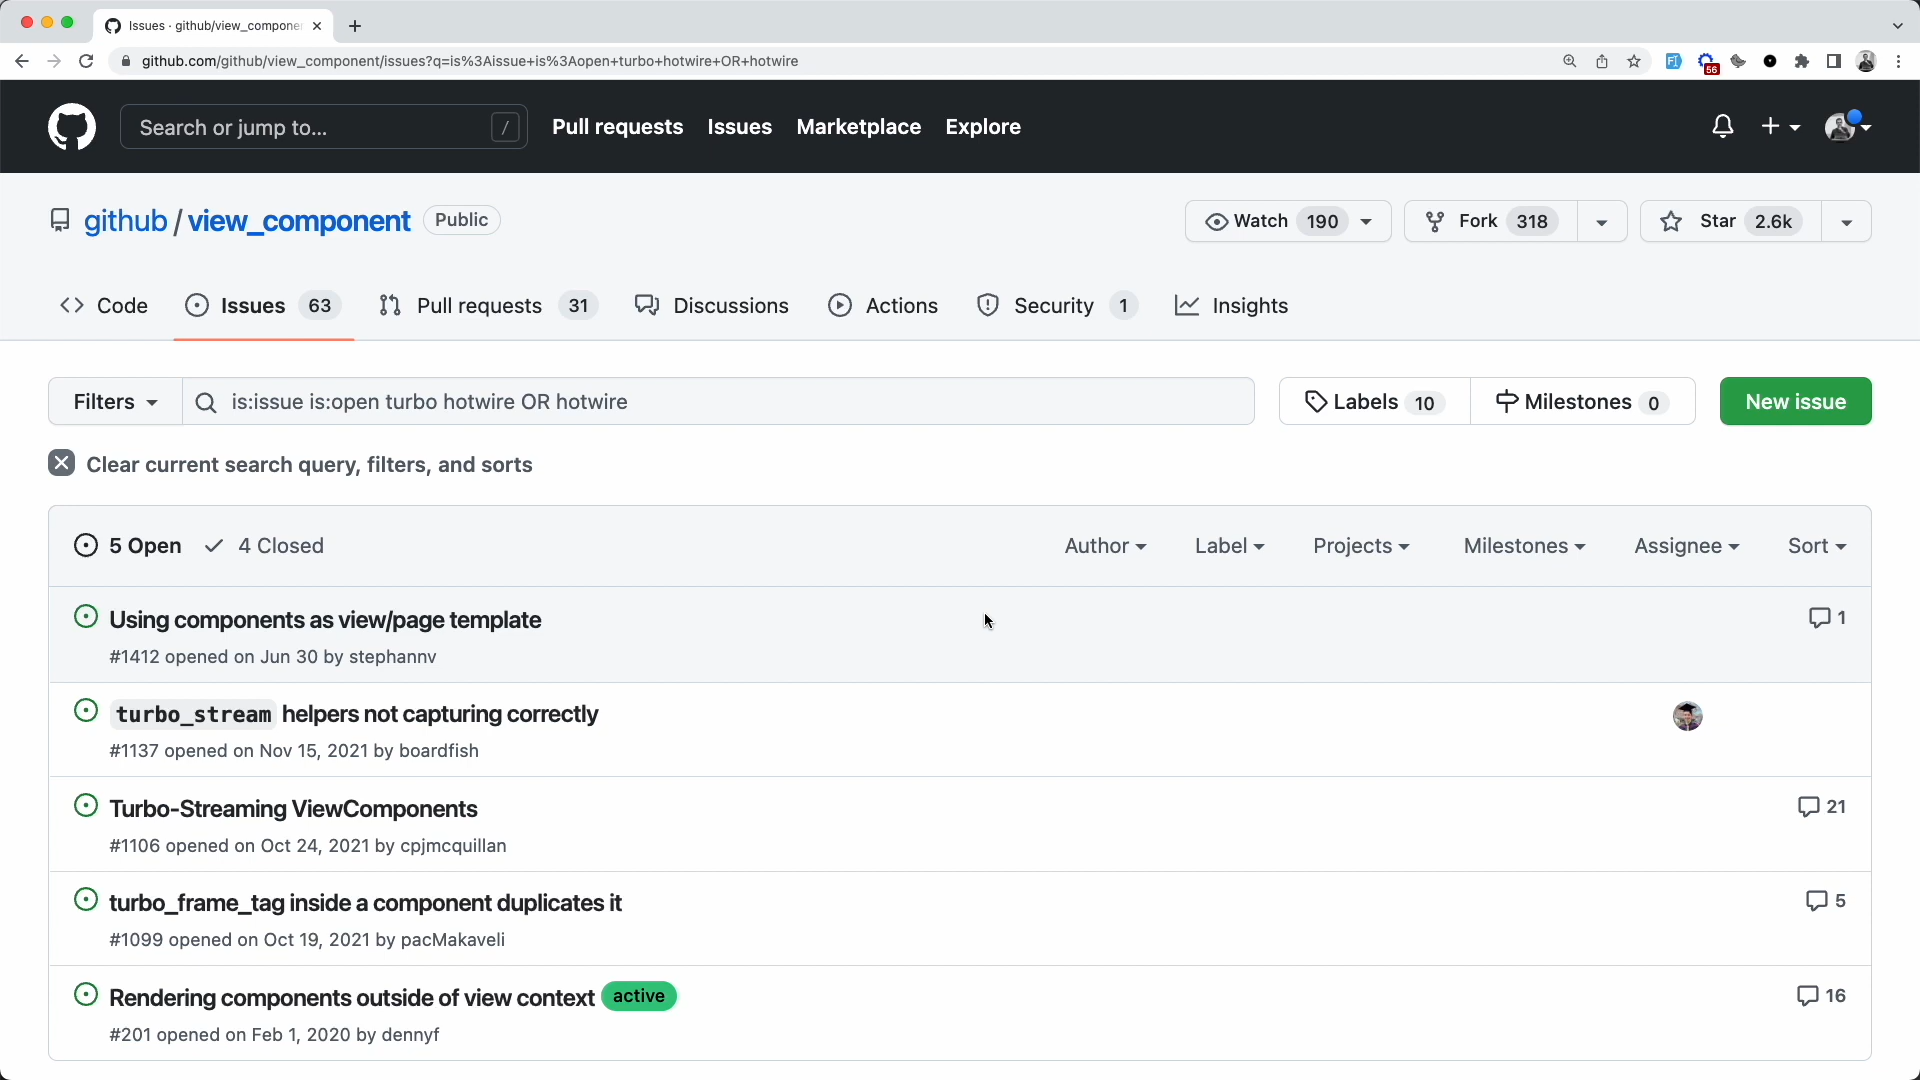 Issues · github/view_compone
github.com/github/view_component/issues?q=is%3Aissue+is%3Aopen+turbo+hotwire+OR+hotwire
56
Search or jump to...
/
Pull requests
Issues
Marketplace
Explore
github / view_component
Public
Watch 190
Fork 318
Star 2.6k
Code
Issues 63
Pull requests 31
Discussions
Actions
Security 1
Insights
Filters
is:issue is:open turbo hotwire OR hotwire
Labels 10
Milestones 0
New issue
Clear current search query, filters, and sorts
5 Open
4 Closed
Author
Label
Projects
Milestones
Assignee
Sort
Using components as view/page template
1
#1412 opened on Jun 30 by stephannv
turbo_stream helpers not capturing correctly
#1137 opened on Nov 15, 2021 by boardfish
Turbo-Streaming ViewComponents
21
#1106 opened on Oct 24, 2021 by cpjmcquillan
turbo_frame_tag inside a component duplicates it
5
#1099 opened on Oct 19, 2021 by pacMakaveli
Rendering components outside of view context active
16
#201 opened on Feb 1, 2020 by dennyf